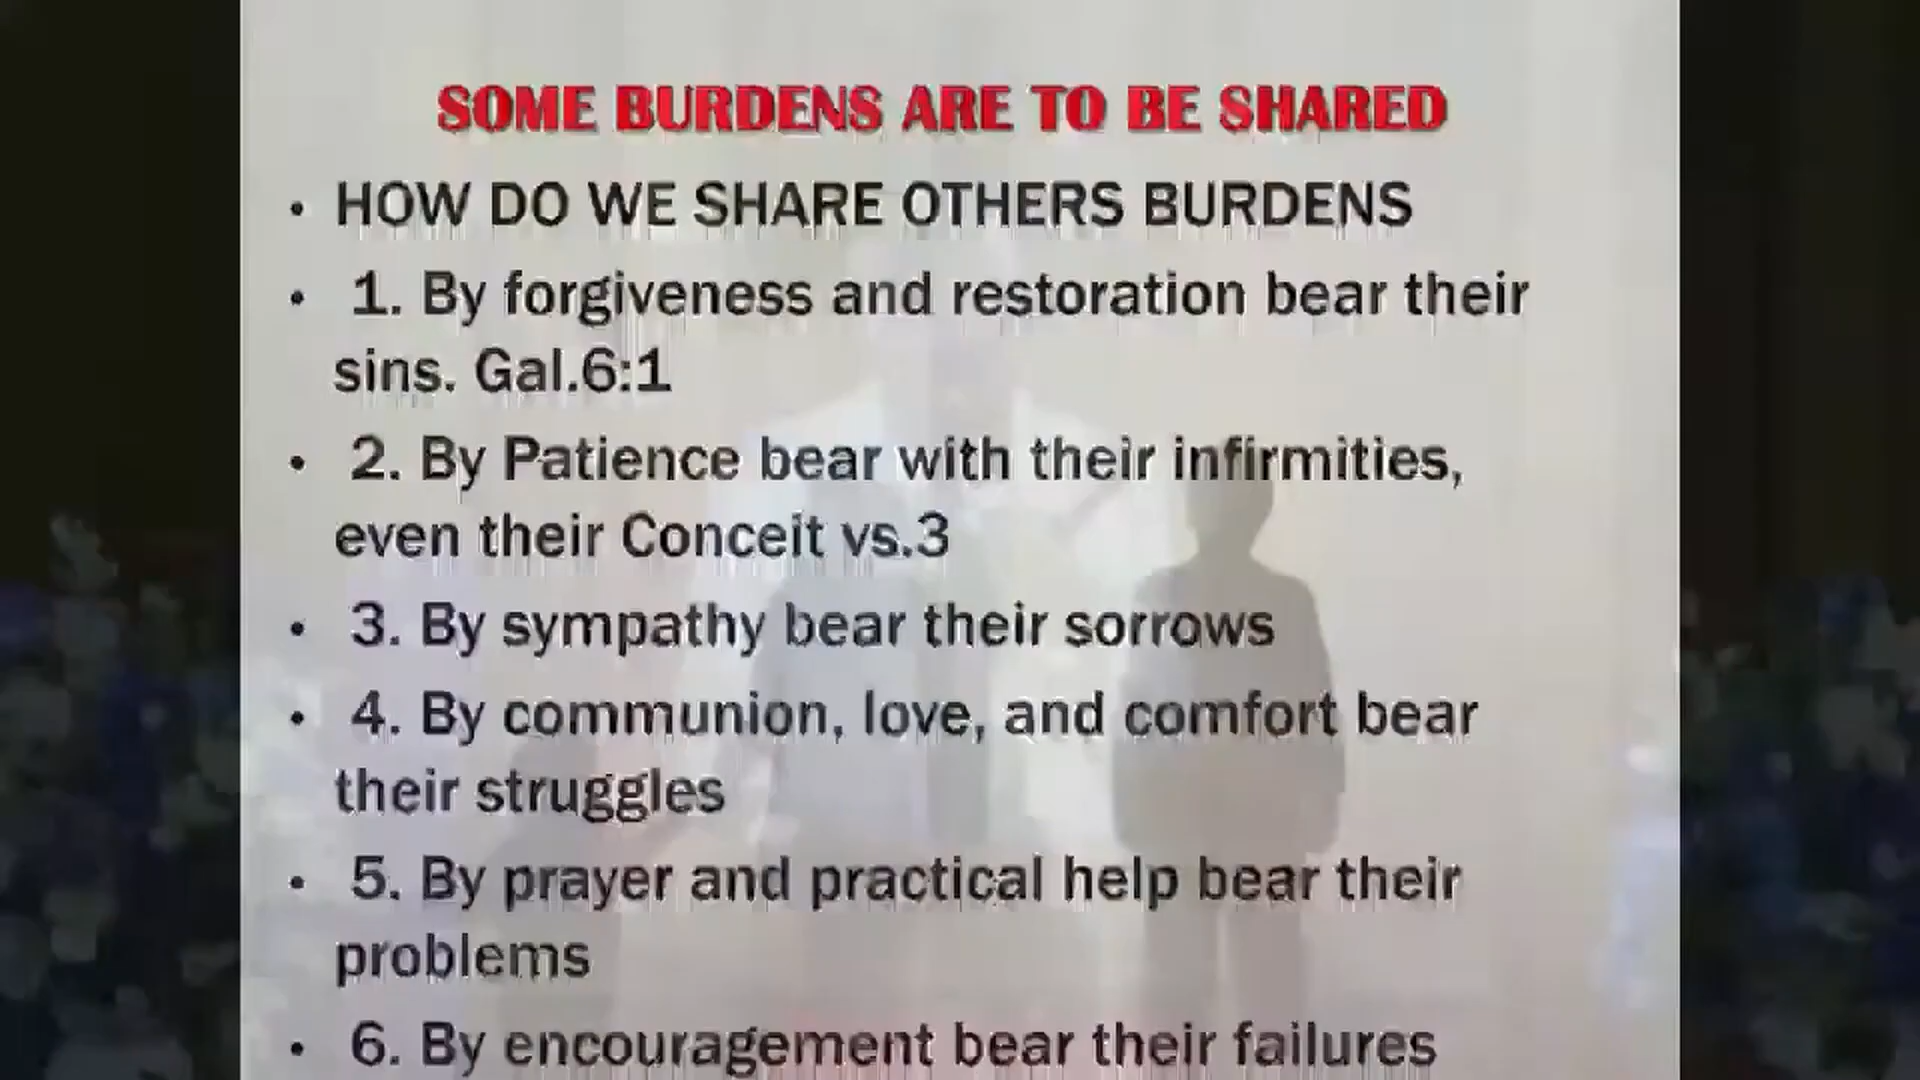 SOME BURDENS ARE TO BE SHARED
• HOW DO WE SHARE OTHERS BURDENS
• 1. By forgiveness and restoration bear their
sins. Gal.6:1
• 2. By Patience bear with their infirmities,
even their Conceit vs.3
• 3. By sympathy bear their sorrows
• 4. By communion, love, and comfort bear
their struggles
• 5. By prayer and practical help bear their
problems
• 6. By encouragement bear their failures